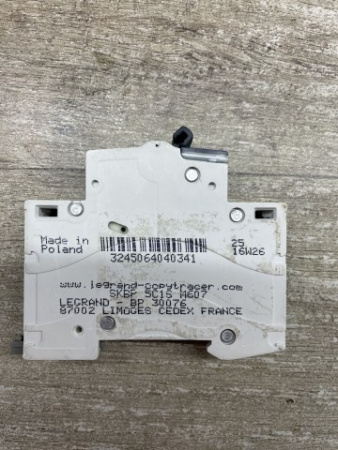 Made in
Poland
3245064040341
25
16W26
www.legrand-copytracer.com
SKBP 5C1S W607
LEGRAND - BP 30076
87002 LIMOGES CEDEX FRANCE